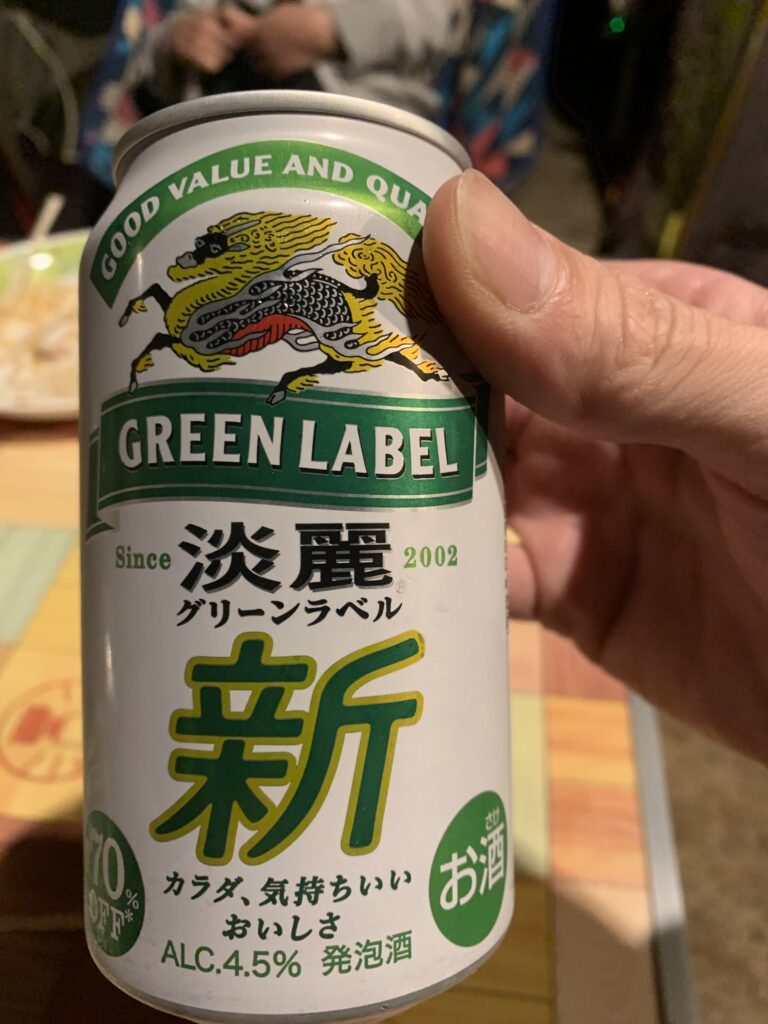 GOOD VALUE AND QUA
GREEN LABEL
Since 淡麗 2002
グリーンラベル
新
70%
OFF*
カラダ、気持ちいい
おいしさ
ALC.4.5% 発泡酒
さけ
お酒